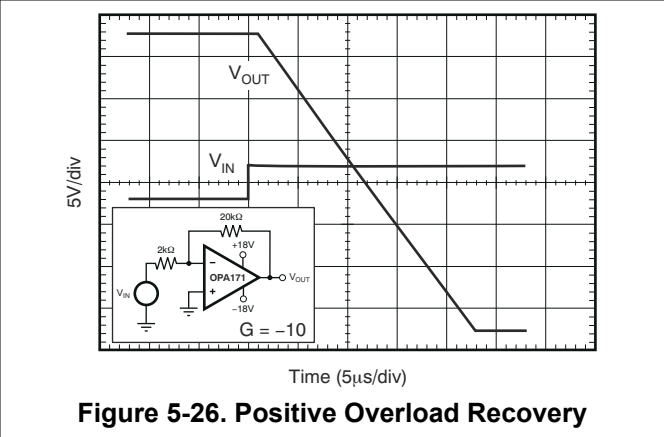 5V/div
V_OUT
V_IN
20kΩ
2kΩ
+18V
−
OPA171
+
V_OUT
V_IN
−18V
G = −10
Time (5μs/div)
Figure 5-26. Positive Overload Recovery